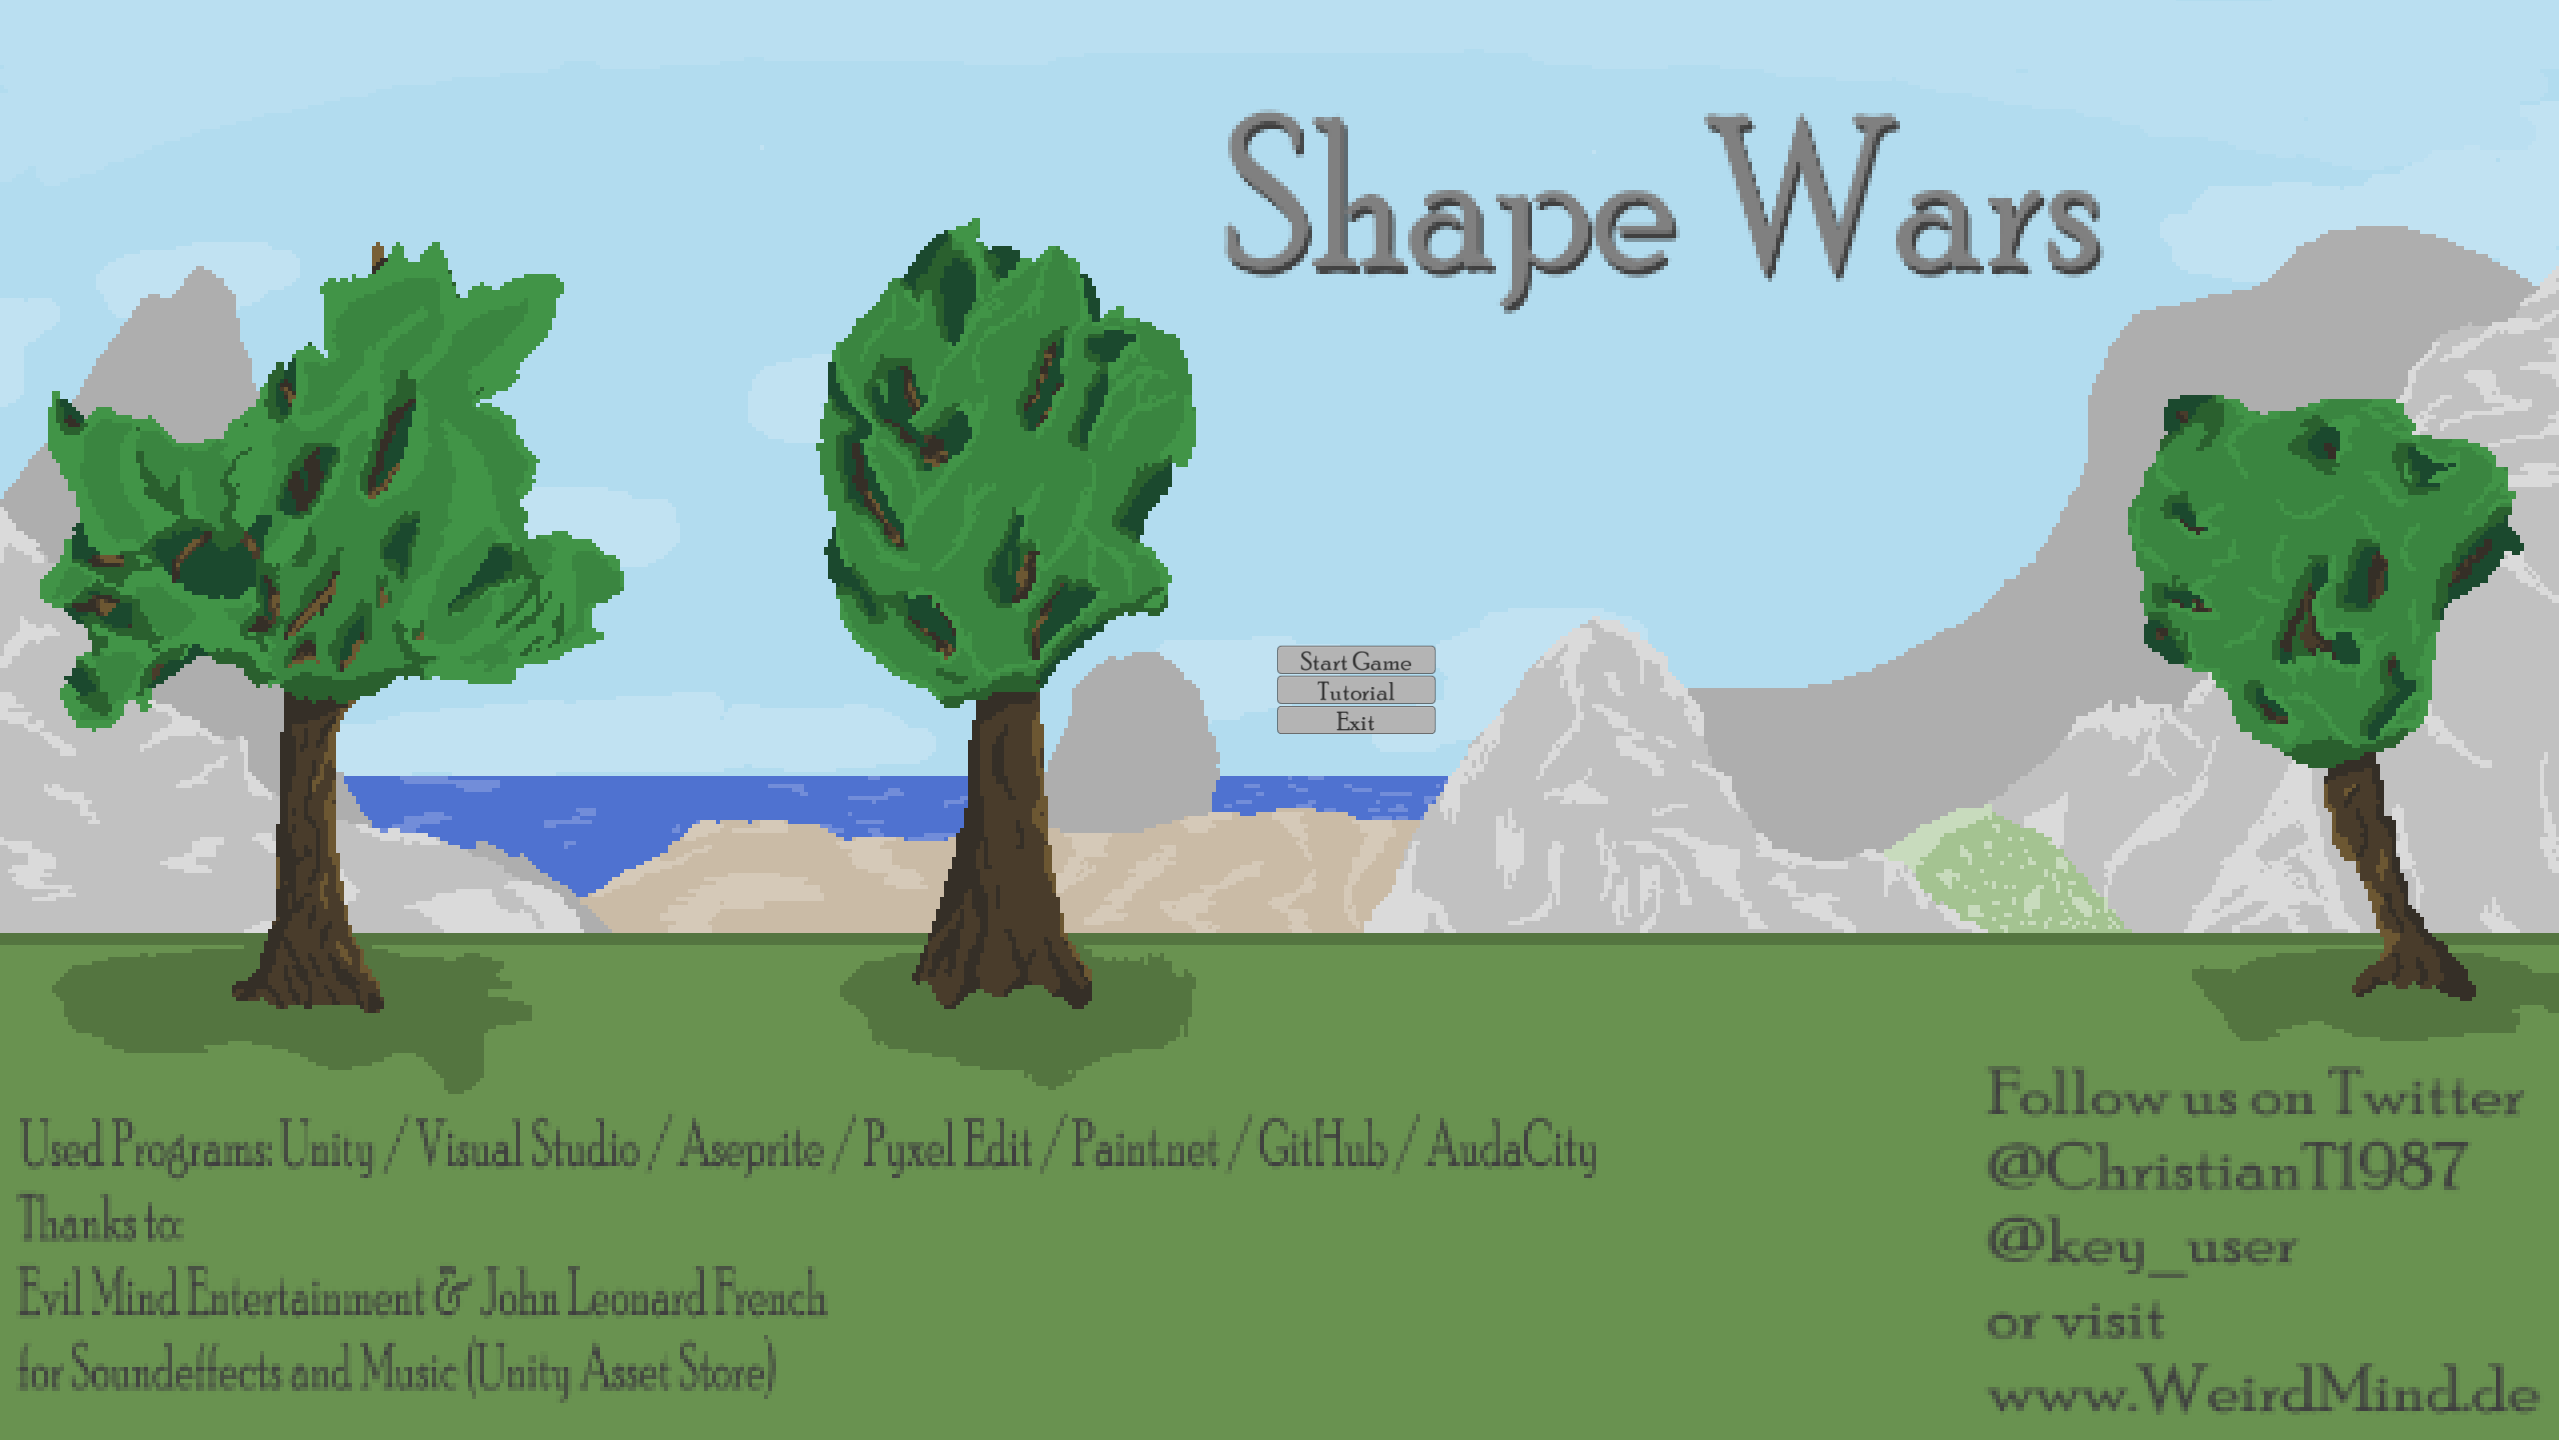 Shape Wars
Start Game
Tutorial
Exit
Used Programs: Unity / Visual Studio / Aseprite / Pyxel Edit / Paint.net / GitHub / AudaCity
Thanks to:
Evil Mind Entertainment & John Leonard French
for Soundeffects and Music (Unity Asset Store)
Follow us on Twitter
@ChristianT1987
@key_user
or visit
www.WeirdMind.de